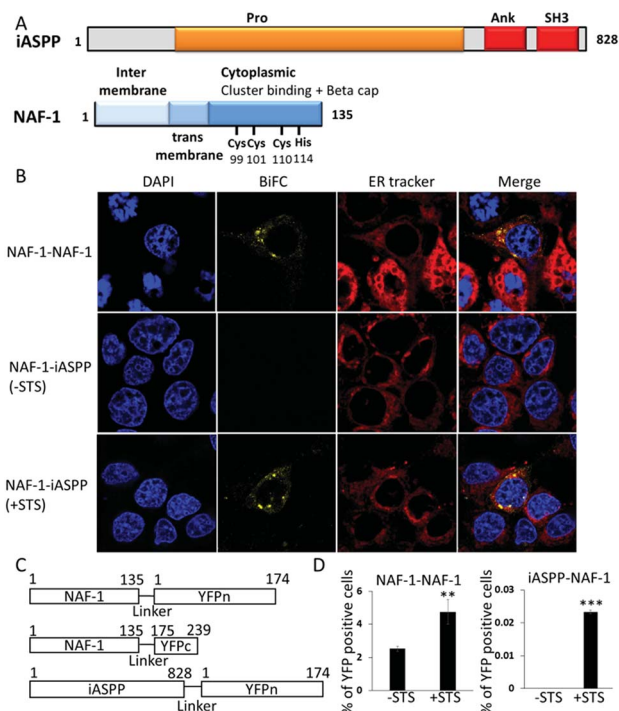 A
Pro
Ank SH3
iASPP 1 828
Inter membrane
Cytoplasmic
Cluster binding + Beta cap
NAF-1 1 135
trans membrane
Cys Cys Cys His
99 101 110 114
B
DAPI BiFC ER tracker Merge
NAF-1-NAF-1
NAF-1-iASPP
(-STS)
NAF-1-iASPP
(+STS)
C
1 135 1 174
NAF-1 YFPn
Linker
1 135 175 239
NAF-1 YFPc
Linker
1 828 1 174
iASPP YFPn
Linker
D
NAF-1-NAF-1
% of YFP positive cells
6
4
2
0
**
-STS +STS
iASPP-NAF-1
% of YFP positive cells
0.03
0.02
0.01
0
***
-STS +STS